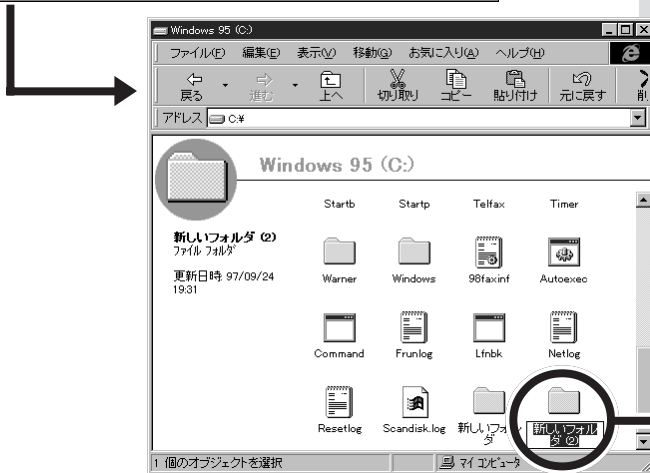 Windows 95 (C:)
ファイル(F) 編集(E) 表示(V) 移動(G) お気に入り(A) ヘルプ(H)
戻る 進む 上へ 切り取り コピー 貼り付け 元に戻す 削
アドレス C:¥
Windows 95 (C:)
新しいフォルダ (2)
ファイル フォルダ
更新日時: 97/09/24
19:31
Startb Startp Telfax Timer
Warner Windows 98faxinf Autoexec
Command Frunlog Lfnbk Netlog
Resetlog Scandisk.log 新しいフォル
ダ 新しいフォル
ダ (2)
1 個のオブジェクトを選択 マイ コンピュータ